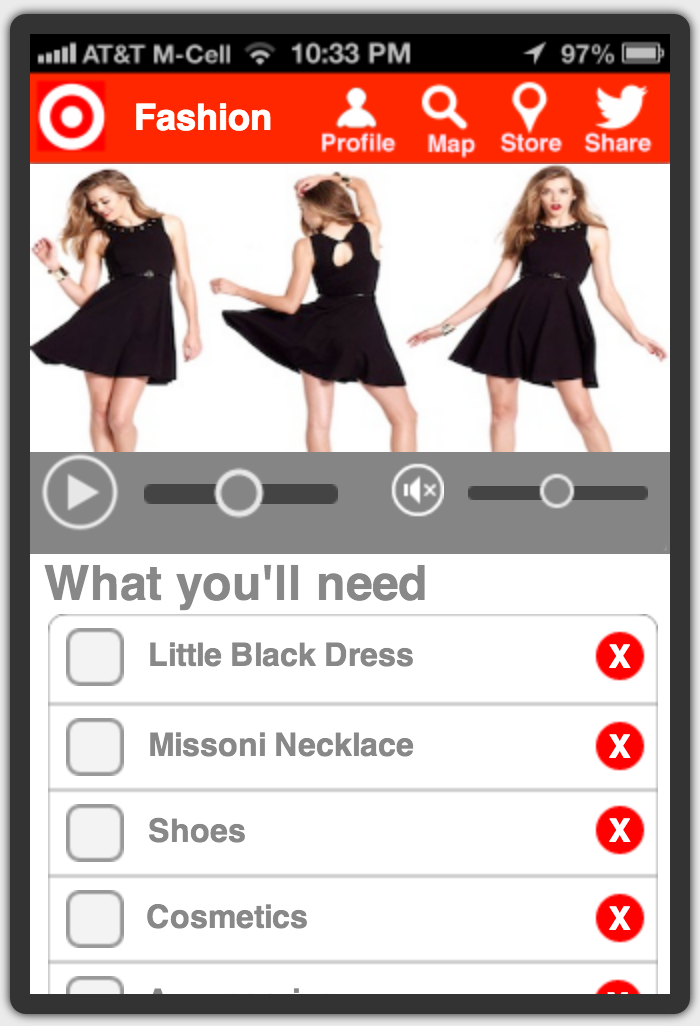 AT&T M-Cell 10:33 PM 97%
Fashion
Profile Map Store Share
What you'll need
Little Black Dress X
Missoni Necklace X
Shoes X
Cosmetics X